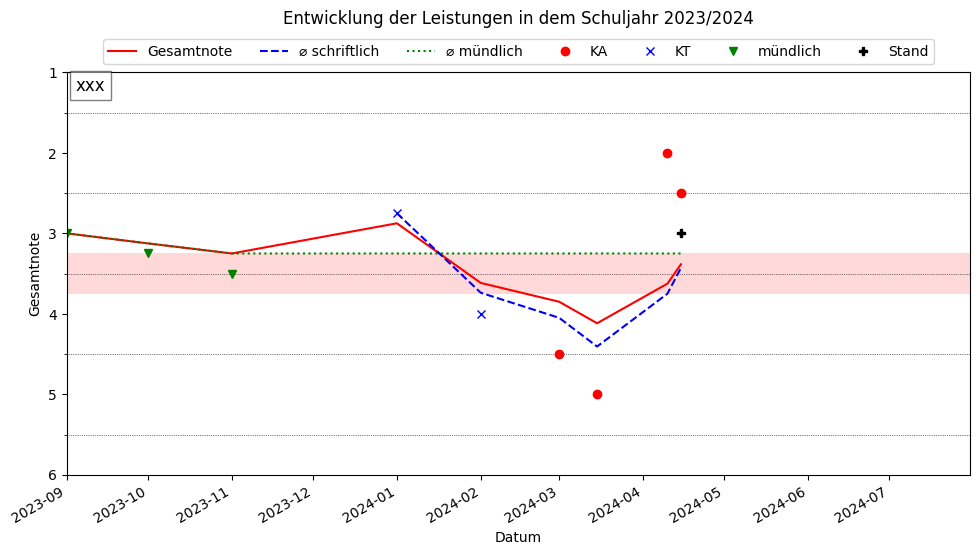 Entwicklung der Leistungen in dem Schuljahr 2023/2024
Gesamtnote ⌀ schriftlich ⌀ mündlich KA KT mündlich Stand
xxx
1
2
3
4
5
6
Gesamtnote
2023-09 2023-10 2023-11 2023-12 2024-01 2024-02 2024-03 2024-04 2024-05 2024-06 2024-07
Datum